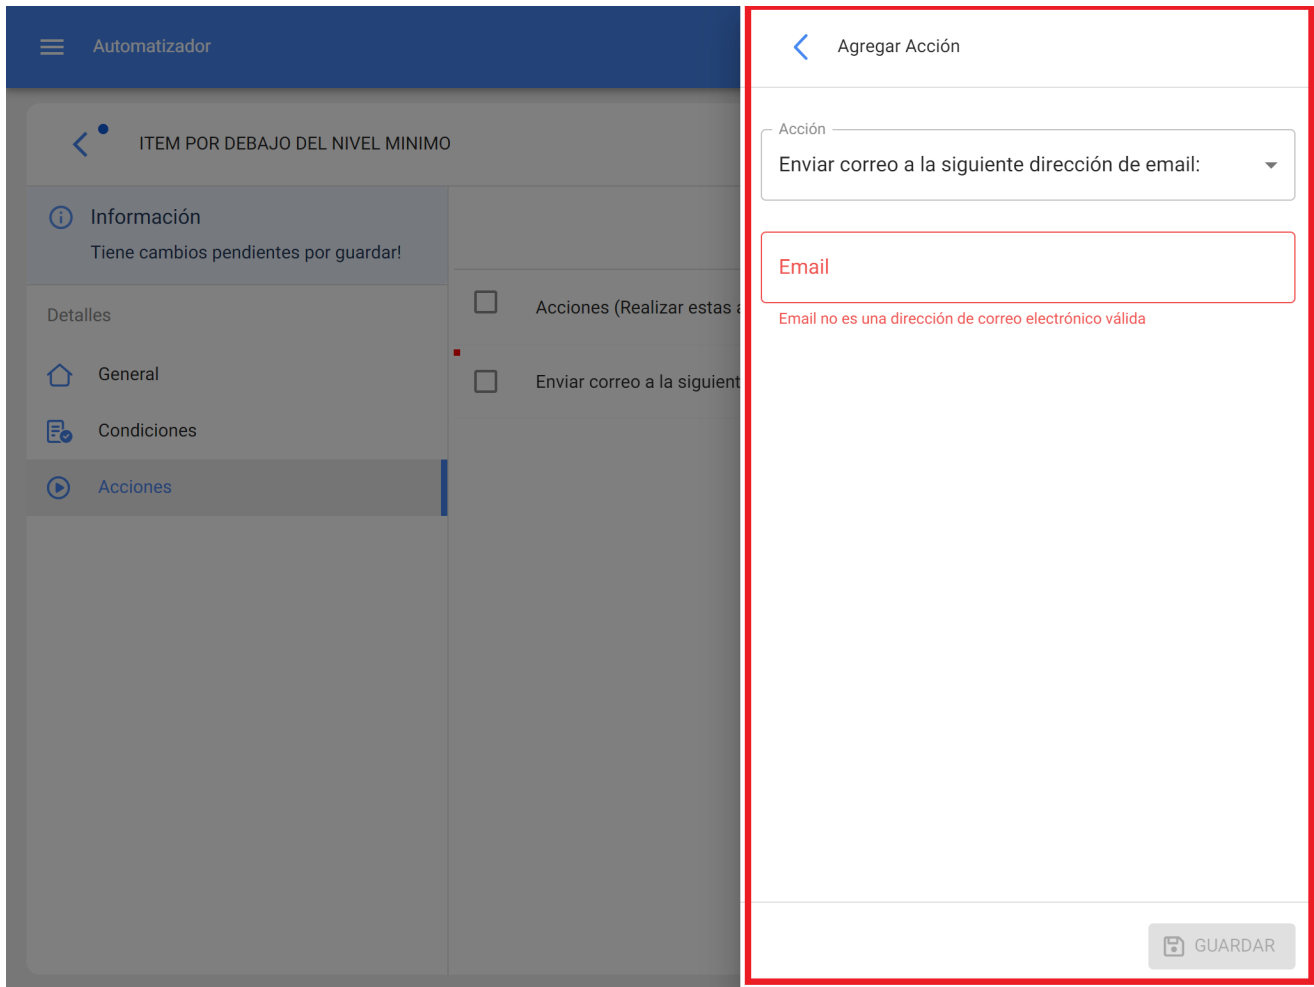 Automatizador
ITEM POR DEBAJO DEL NIVEL MINIMO
Información
Tiene cambios pendientes por guardar!
Detalles
General
Condiciones
Acciones
Acciones (Realizar estas
Enviar correo a la siguient
Agregar Acción
Acción
Enviar correo a la siguiente dirección de email:
Email
Email no es una dirección de correo electrónico válida
GUARDAR